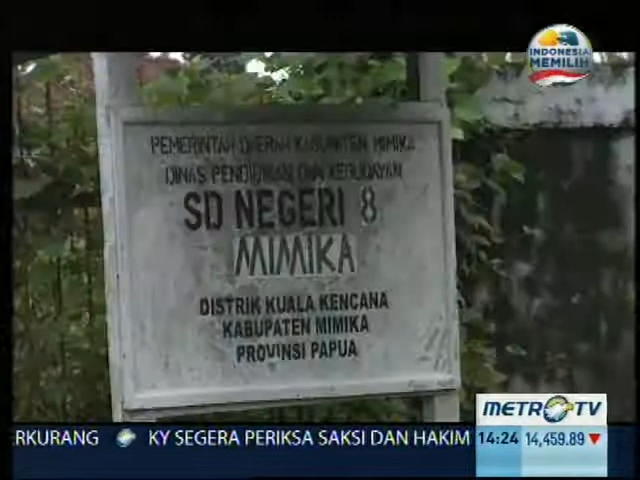 INDONESIA
MEMILIH
PEMERINTAH DAERAH KABUPATEN MIMIKA
DINAS PENDIDIKAN DAN KEBUDAYAAN
SD NEGERI 8
MIMIKA
DISTRIK KUALA KENCANA
KABUPATEN MIMIKA
PROVINSI PAPUA
METRO TV
ERKURANG KY SEGERA PERIKSA SAKSI DAN HAKIM
14:24 14,459.89